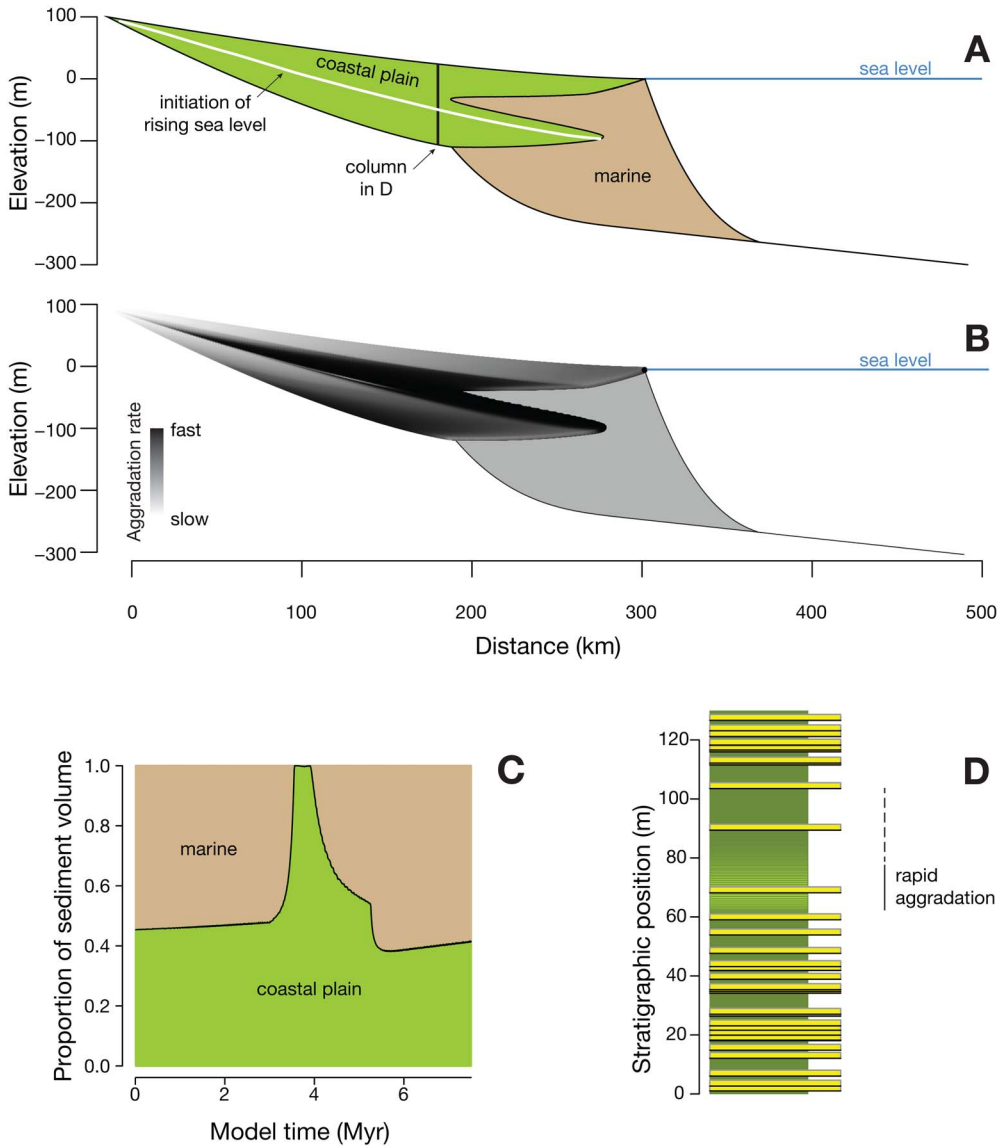 100
0
−100
−200
−300
Elevation (m)
A
sea level
coastal plain
initiation of
rising sea level
column
in D
marine
100
0
−100
−200
−300
Elevation (m)
B
sea level
Aggradation rate
fast
slow
0 100 200 300 400 500
Distance (km)
C
1.0
0.8
0.6
0.4
0.2
0.0
Proportion of sediment volume
marine
coastal plain
0 2 4 6
Model time (Myr)
D
120
100
80
60
40
20
0
Stratigraphic position (m)
rapid
aggradation